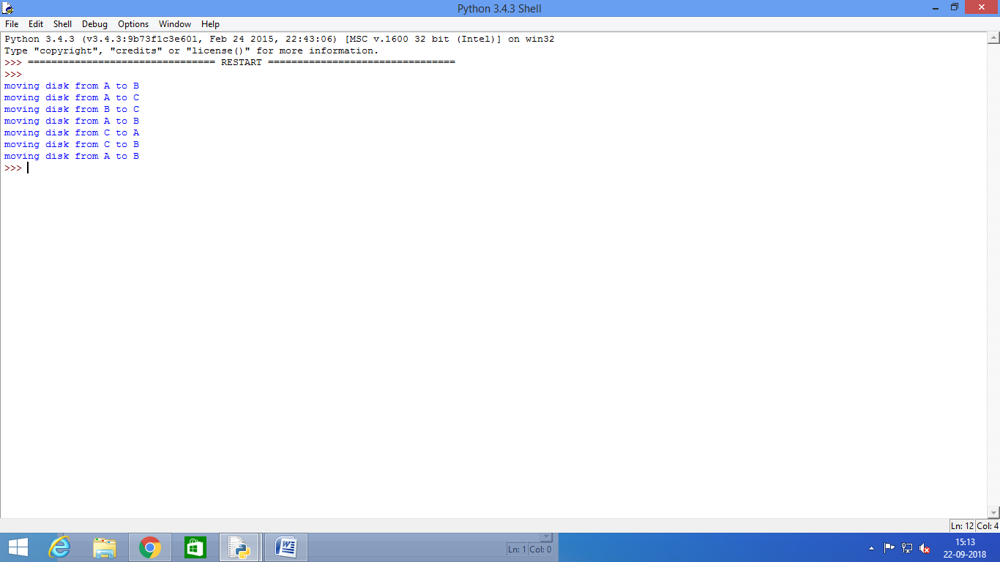 Python 3.4.3 Shell
File Edit Shell Debug Options Window Help
Python 3.4.3 (v3.4.3:9b73f1c3e601, Feb 24 2015, 22:43:06) [MSC v.1600 32 bit (Intel)] on win32
Type "copyright", "credits" or "license()" for more information.
>>> ================================ RESTART ================================
>>>
moving disk from A to B
moving disk from A to C
moving disk from B to C
moving disk from A to B
moving disk from C to A
moving disk from C to B
moving disk from A to B
>>>
Ln: 12 Col: 4
Ln: 1 Col: 0
15:13
22-09-2018